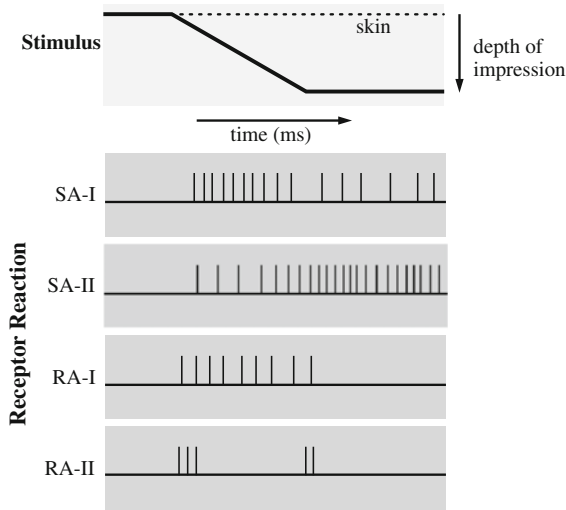 skin
Stimulus
depth of
impression
time (ms)
SA-I
SA-II
RA-I
RA-II
Receptor Reaction